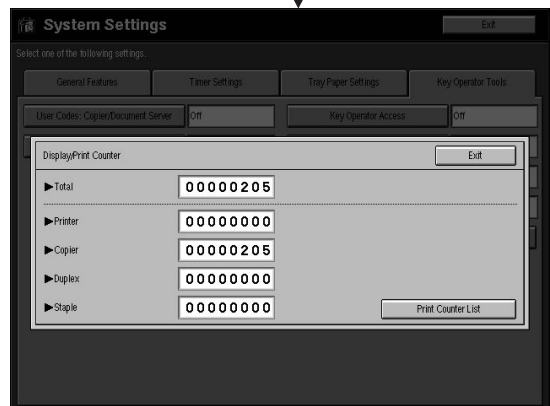 System Settings
Exit
Select one of the following settings.
General Features
Timer Settings
Tray Paper Settings
Key Operator Tools
User Codes: Copier/Document Server
Off
Key Operator Access
Off
Display/Print Counter
Exit
▶Total
00000205
▶Printer
00000000
▶Copier
00000205
▶Duplex
00000000
▶Staple
00000000
Print Counter List